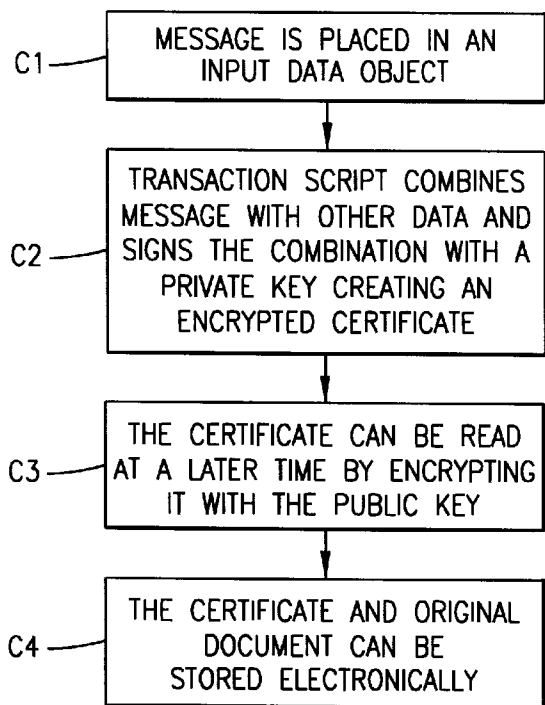 C1
MESSAGE IS PLACED IN AN
INPUT DATA OBJECT
C2
TRANSACTION SCRIPT COMBINES
MESSAGE WITH OTHER DATA AND
SIGNS THE COMBINATION WITH A
PRIVATE KEY CREATING AN
ENCRYPTED CERTIFICATE
C3
THE CERTIFICATE CAN BE READ
AT A LATER TIME BY ENCRYPTING
IT WITH THE PUBLIC KEY
C4
THE CERTIFICATE AND ORIGINAL
DOCUMENT CAN BE
STORED ELECTRONICALLY